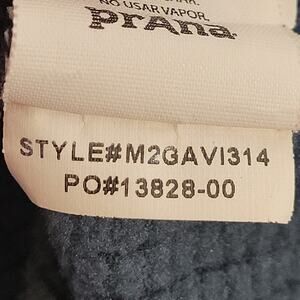 NO USAR VAPOR.
prAna
STYLE#M2GAVI314
PO#13828-00